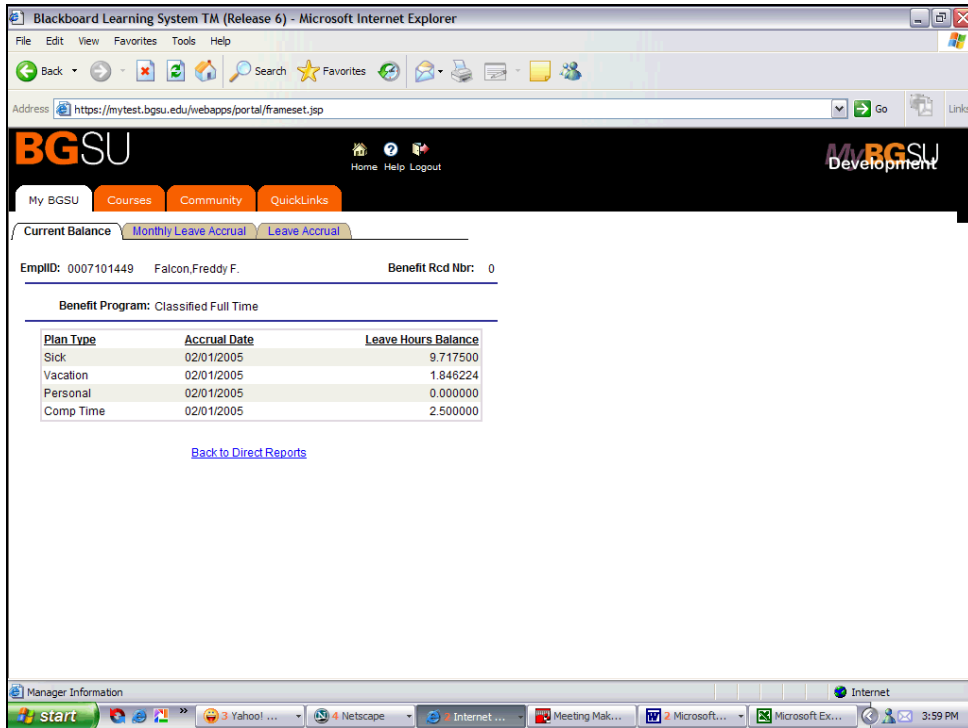 Blackboard Learning System TM (Release 6) - Microsoft Internet Explorer
File Edit View Favorites Tools Help
Back Search Favorites
Address https://mytest.bgsu.edu/webapps/portal/frameset.jsp Go Links
BGSU
Home Help Logout
MyBGSU
Development
My BGSU Courses Community QuickLinks
Current Balance Monthly Leave Accrual Leave Accrual
EmplID: 0007101449 Falcon,Freddy F. Benefit Rcd Nbr: 0
Benefit Program: Classified Full Time
Plan Type Accrual Date Leave Hours Balance
Sick 02/01/2005 9.717500
Vacation 02/01/2005 1.846224
Personal 02/01/2005 0.000000
Comp Time 02/01/2005 2.500000
Back to Direct Reports
Manager Information Internet
start » 3 Yahoo! ... 4 Netscape 3 Internet ... Meeting Mak... 2 Microsoft... Microsoft Ex... 3:59 PM